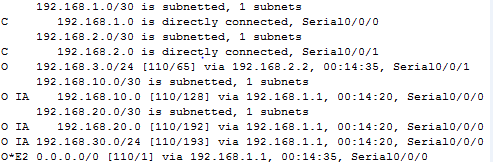 192.168.1.0/30 is subnetted, 1 subnets
C 192.168.1.0 is directly connected, Serial0/0/0
192.168.2.0/30 is subnetted, 1 subnets
C 192.168.2.0 is directly connected, Serial0/0/1
O 192.168.3.0/24 [110/65] via 192.168.2.2, 00:14:35, Serial0/0/1
192.168.10.0/30 is subnetted, 1 subnets
O IA 192.168.10.0 [110/128] via 192.168.1.1, 00:14:20, Serial0/0/0
192.168.20.0/30 is subnetted, 1 subnets
O IA 192.168.20.0 [110/192] via 192.168.1.1, 00:14:20, Serial0/0/0
O IA 192.168.30.0/24 [110/193] via 192.168.1.1, 00:14:20, Serial0/0/0
O*E2 0.0.0.0/0 [110/1] via 192.168.1.1, 00:14:35, Serial0/0/0